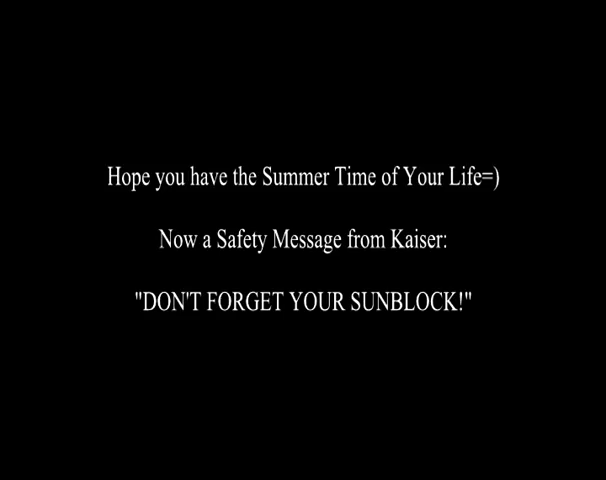 Hope you have the Summer Time of Your Life=)
Now a Safety Message from Kaiser:
"DON'T FORGET YOUR SUNBLOCK!"